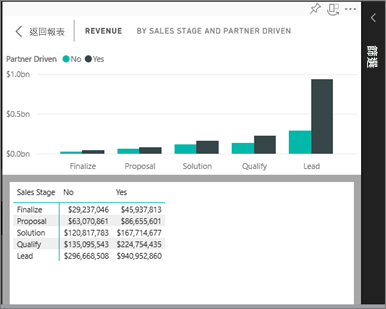 返回報表 REVENUE BY SALES STAGE AND PARTNER DRIVEN
Partner Driven No Yes
$1.0bn
$0.5bn
$0.0bn
Finalize Proposal Solution Qualify Lead
Sales Stage No Yes
Finalize $29,237,046 $45,937,813
Proposal $63,070,861 $86,655,601
Solution $120,817,783 $167,714,677
Qualify $135,095,543 $224,754,435
Lead $296,668,508 $940,952,860
篩選